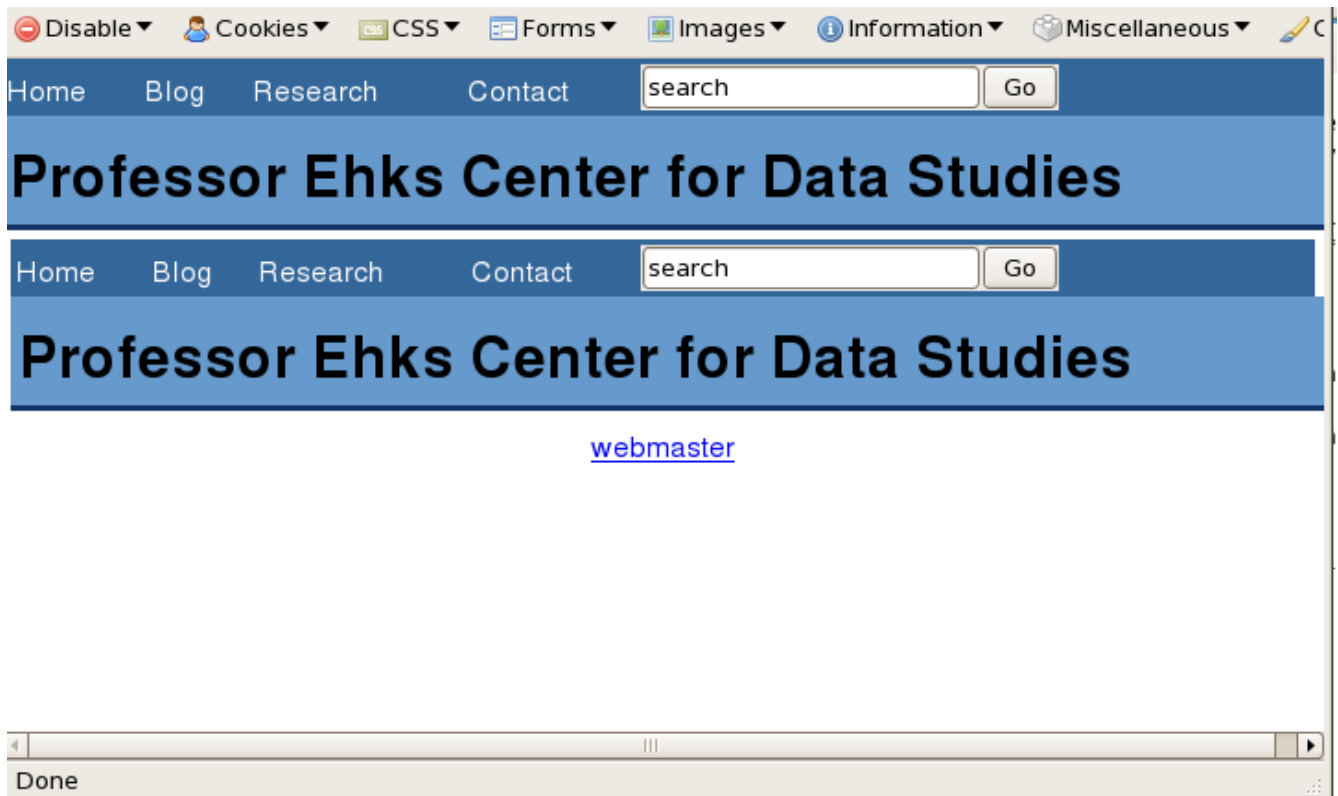 Disable Cookies CSS Forms Images Information Miscellaneous
Home Blog Research Contact search Go
Professor Ehks Center for Data Studies
Home Blog Research Contact search Go
Professor Ehks Center for Data Studies
webmaster
Done